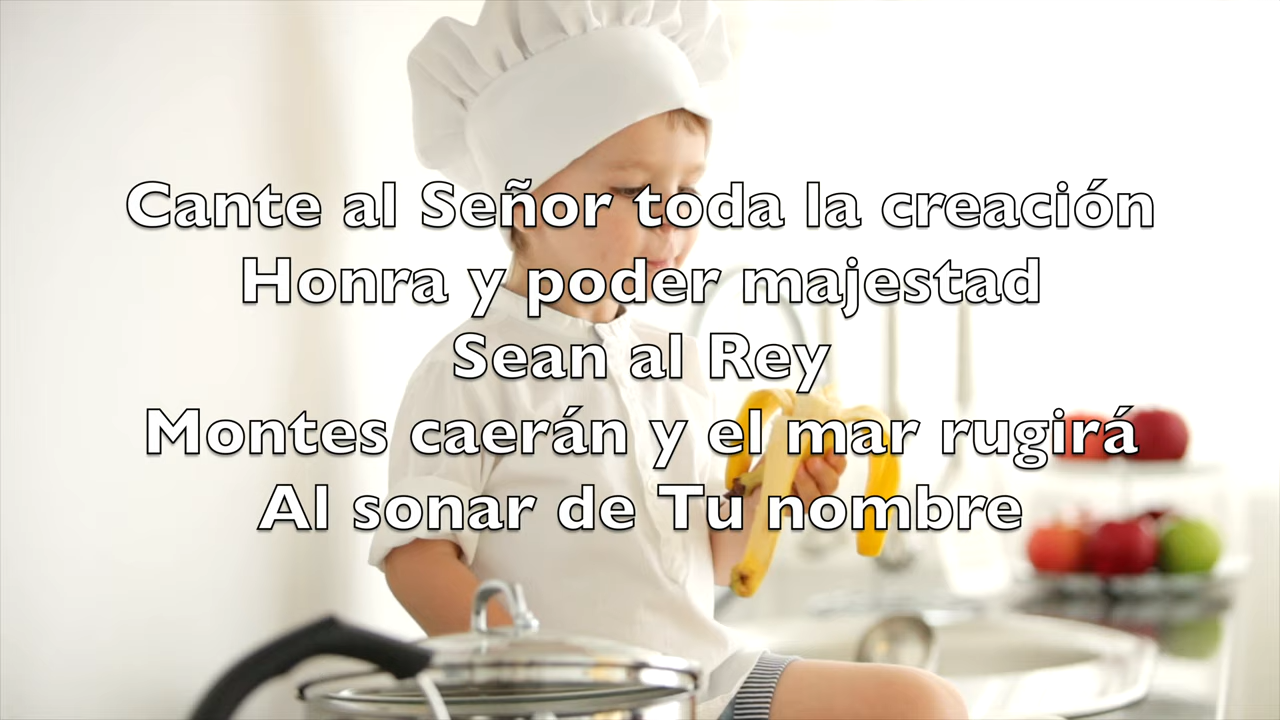 Cante al Señor toda la creación
Honra y poder majestad
Sean al Rey
Montes caerán y el mar rugirá
Al sonar de Tu nombre